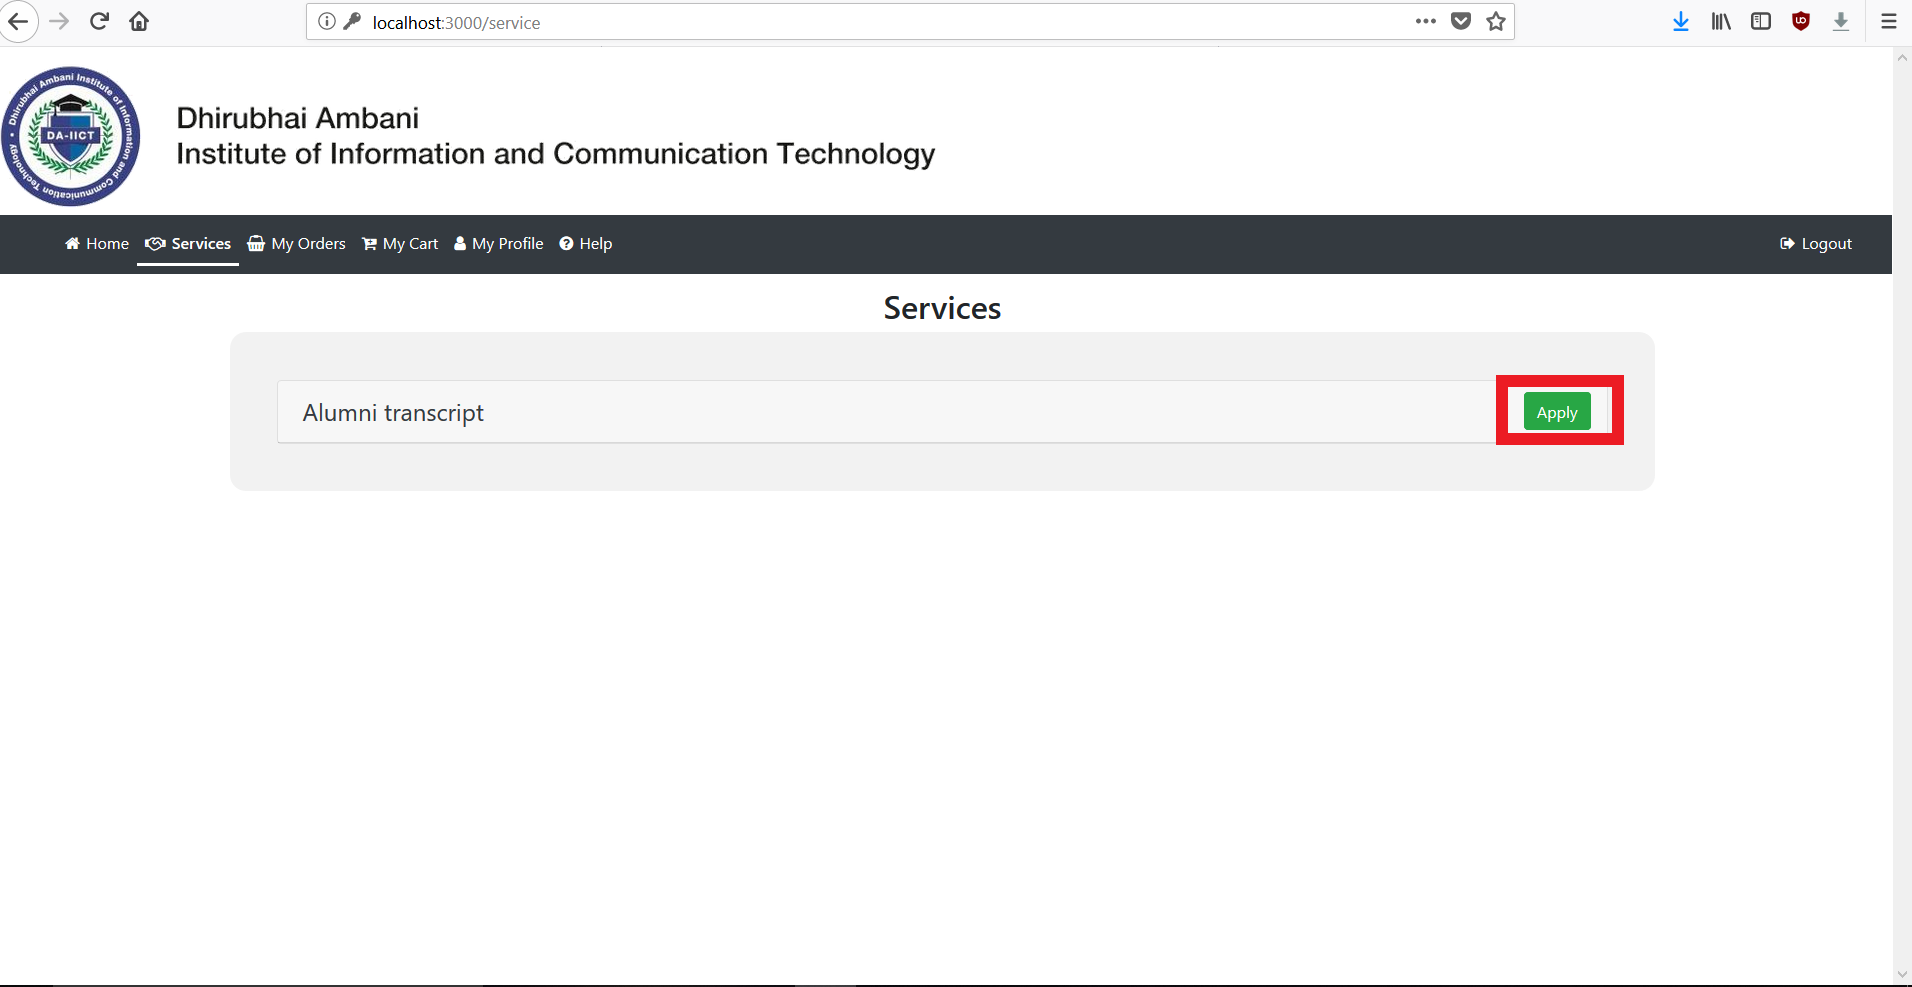 localhost:3000/service
Dhirubhai Ambani Institute of Information and Communication Technology
DA-IICT
Dhirubhai Ambani
Institute of Information and Communication Technology
Home Services My Orders My Cart My Profile Help Logout
Services
Alumni transcript Apply